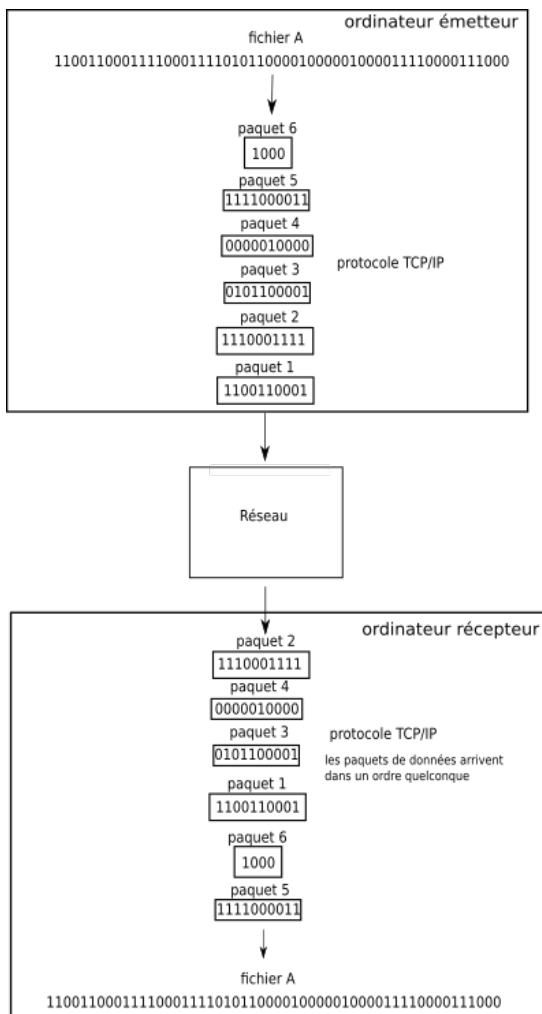 ordinateur émetteur
fichier A
1100110001111000111101011000010000010000111110000111000
paquet 6
1000
paquet 5
1111000011
paquet 4
0000010000
protocole TCP/IP
paquet 3
0101100001
paquet 2
1110001111
paquet 1
1100110001
Réseau
ordinateur récepteur
paquet 2
1110001111
paquet 4
0000010000
paquet 3
0101100001
protocole TCP/IP
les paquets de données arrivent
dans un ordre quelconque
paquet 1
1100110001
paquet 6
1000
paquet 5
1111000011
fichier A
1100110001111000111101011000010000010000111110000111000